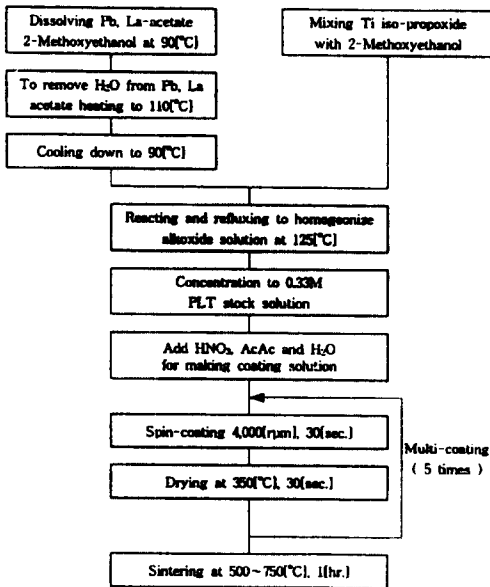 Dissolving Pb, La-acetate
2-Methoxyethanol at 90[℃]
Mixing Ti iso-propoxide
with 2-Methoxyethanol
To remove H₂O from Pb, La
acetate heating to 110[℃]
Cooling down to 90[℃]
Reacting and refluxing to homogeonize
alkoxide solution at 125[℃]
Concentration to 0.33M
PLT stock solution
Add HNO₃, AcAc and H₂O
for making coating solution
Spin-coating 4,000[rpm], 30[sec.]
Multi-coating
( 5 times )
Drying at 350[℃], 30[sec.]
Sintering at 500~750[℃], 1[hr.]